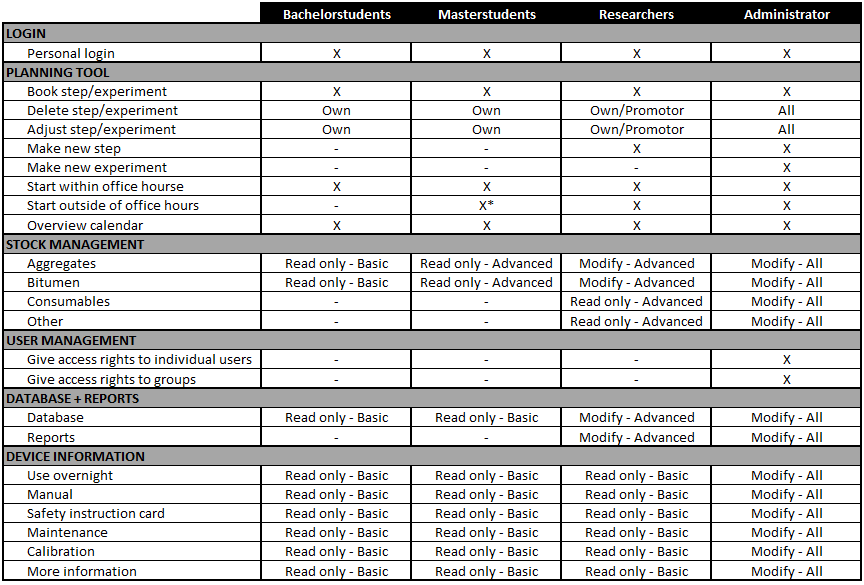 Bachelorstudents Masterstudents Researchers Administrator
LOGIN
Personal login X X X X
PLANNING TOOL
Book step/experiment X X X X
Delete step/experiment Own Own Own/Promotor All
Adjust step/experiment Own Own Own/Promotor All
Make new step - - X X
Make new experiment - - - X
Start within office hourse X X X X
Start outside of office hours - X* X X
Overview calendar X X X X
STOCK MANAGEMENT
Aggregates Read only - Basic Read only - Advanced Modify - Advanced Modify - All
Bitumen Read only - Basic Read only - Advanced Modify - Advanced Modify - All
Consumables - - Read only - Advanced Modify - All
Other - - Read only - Advanced Modify - All
USER MANAGEMENT
Give access rights to individual users - - - X
Give access rights to groups - - - X
DATABASE + REPORTS
Database Read only - Basic Read only - Basic Modify - Advanced Modify - All
Reports - - Modify - Advanced Modify - All
DEVICE INFORMATION
Use overnight Read only - Basic Read only - Basic Read only - Basic Modify - All
Manual Read only - Basic Read only - Basic Read only - Basic Modify - All
Safety instruction card Read only - Basic Read only - Basic Read only - Basic Modify - All
Maintenance Read only - Basic Read only - Basic Read only - Basic Modify - All
Calibration Read only - Basic Read only - Basic Read only - Basic Modify - All
More information Read only - Basic Read only - Basic Read only - Basic Modify - All